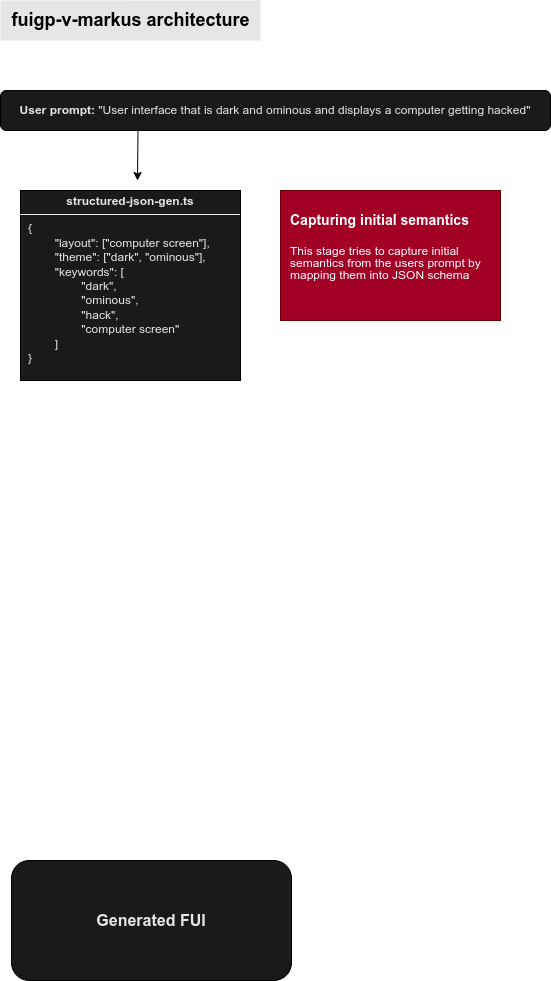 fuigp-v-markus architecture
User prompt: "User interface that is dark and ominous and displays a computer getting hacked"
structured-json-gen.ts
{
"layout": ["computer screen"],
"theme": ["dark", "ominous"],
"keywords": [
"dark",
"ominous",
"hack",
"computer screen"
]
}
Capturing initial semantics
This stage tries to capture initial
semantics from the users prompt by
mapping them into JSON schema
Generated FUI